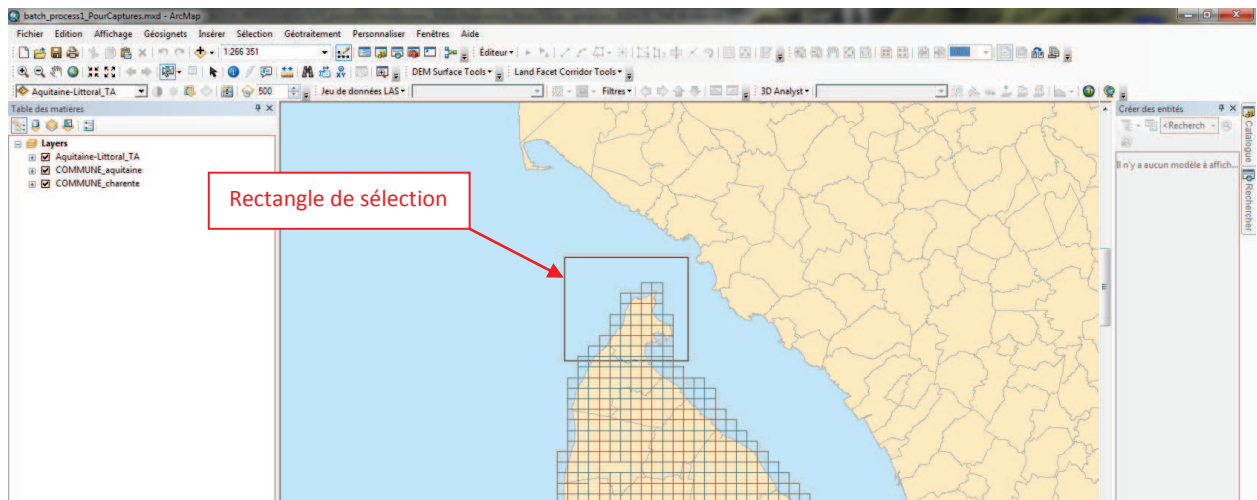 batch_process1_PourCaptures.mxd - ArcMap
Fichier Edition Affichage Géosignets Insérer Sélection Géotraitement Personnaliser Fenêtres Aide
1:266 351 Éditeur
DEM Surface Tools Land Facet Corridor Tools
Aquitaine-Littoral_TA 500 Jeu de données LAS Filtres 3D Analyst
Table des matières
Layers
Aquitaine-Littoral_TA
COMMUNE_aquitaine
COMMUNE_charente
Rectangle de sélection
Créer des entités
<Recherch
Il n'y a aucun modèle à affich...
Catalogue
Rechercher